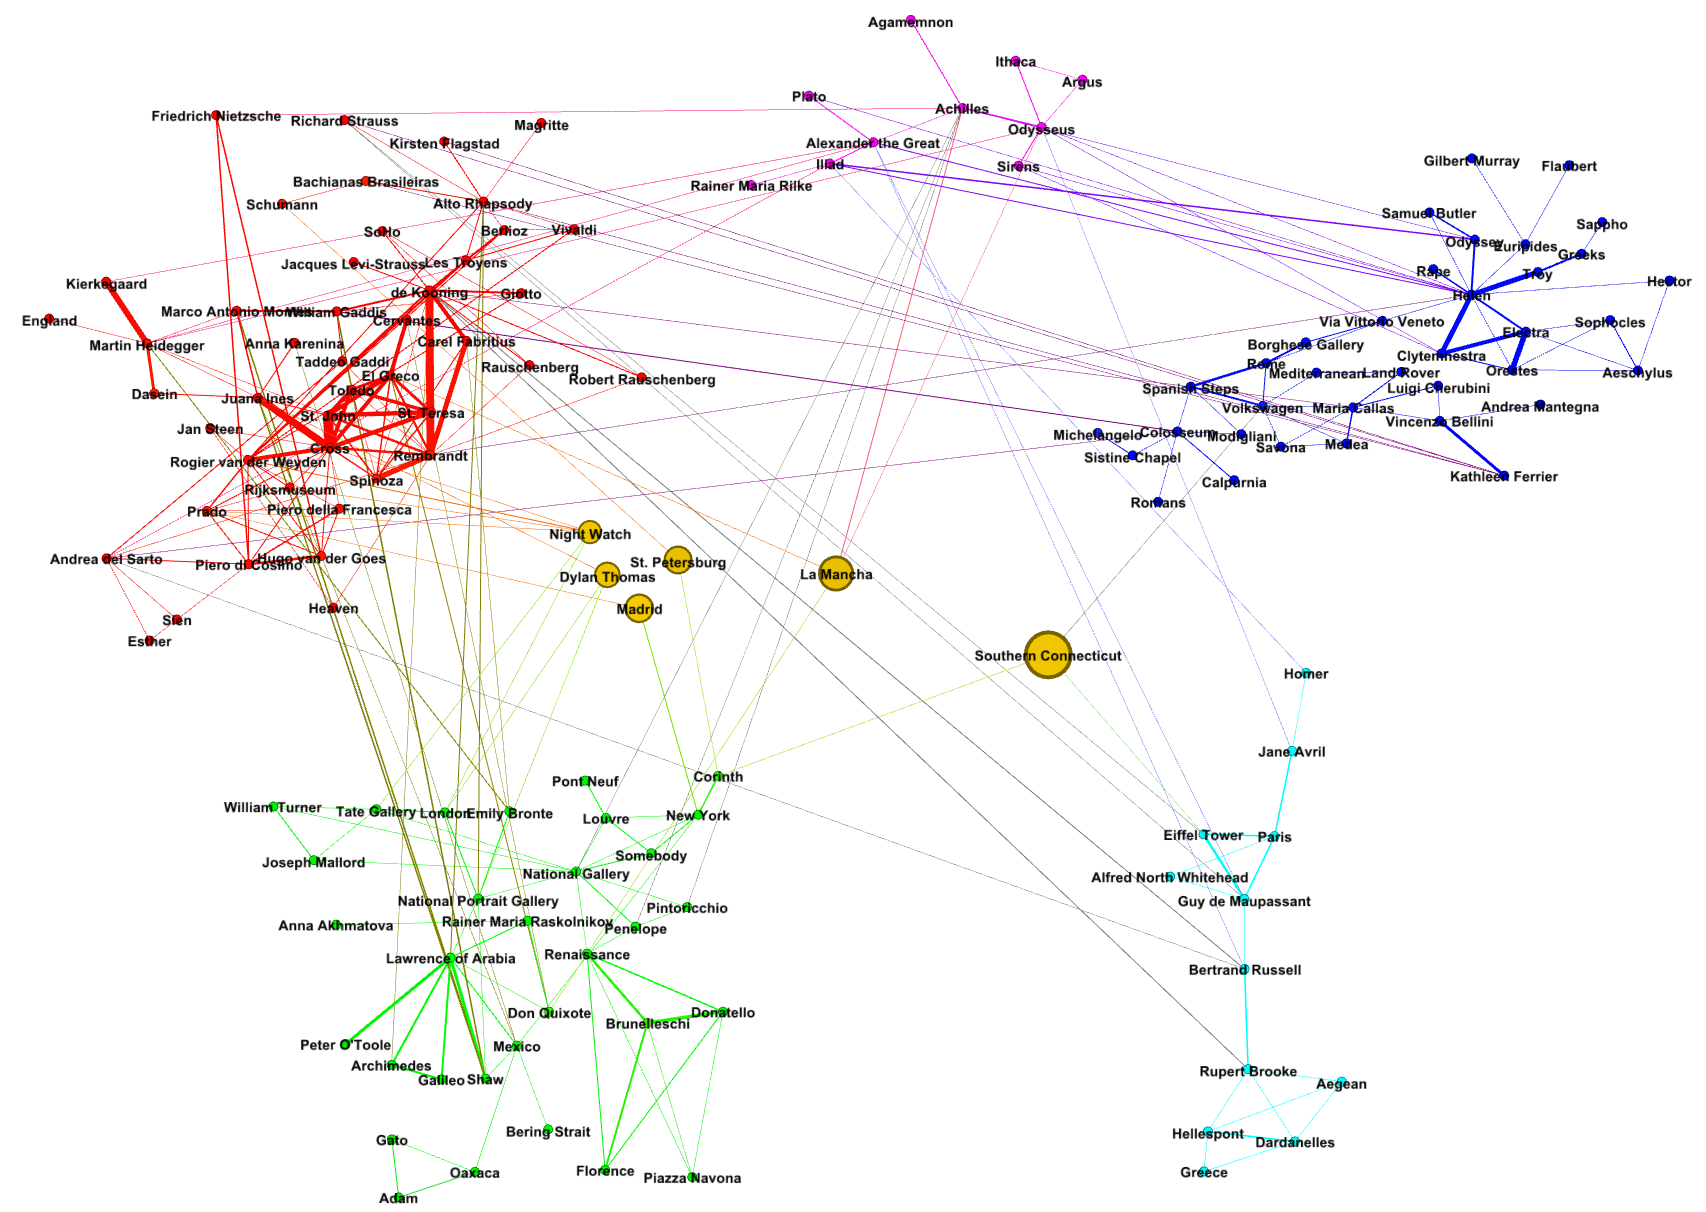 Agamemnon
Ithaca
Argus
Plato
Achilles
Odysseus
Alexander the Great
Illad
Sirens
Rainer Maria Rilke
Friedrich Nietzsche
Richard Strauss
Magritte
Kirsten Flagstad
Bachianas Brasileiras
Schumann
Alto Rhapsody
SoHo
Berlioz
Vivaldi
Jacques Levi-Strauss
Les Troyens
Kierkegaard
de Kooning
Giotto
England
Marco Antonio Montes
William Gaddis
Cervantes
Martin Heidegger
Anna Karenina
Carel Fabritius
Taddeo Gaddi
Rauschenberg
El Greco
Robert Rauschenberg
Dasein
Juana Ines
Toledo
St. John
St. Teresa
Jan Steen
Cross
Rembrandt
Rogier van der Weyden
Spinoza
Rijksmuseum
Prado
Piero della Francesca
Andrea del Sarto
Piero di Cosimo
Hugo van der Goes
Heaven
Sien
Esther
Gilbert Murray
Flaubert
Samuel Butler
Sappho
Odyssey
Euripides
Greeks
Rape
Troy
Hector
Helen
Via Vittorio Veneto
Sophocles
Electra
Borghese Gallery
Clytemnestra
Rome
Mediterranean
Land Rover
Orestes
Aeschylus
Spanish Steps
Luigi Cherubini
Volkswagen
Maria Callas
Andrea Mantegna
Vincenzo Bellini
Michelangelo
Colosseum
Modigliani
Savona
Medea
Sistine Chapel
Calpurnia
Kathleen Ferrier
Romans
Night Watch
St. Petersburg
Dylan Thomas
La Mancha
Madrid
Southern Connecticut
Homer
Jane Avril
Eiffel Tower
Paris
Alfred North Whitehead
Guy de Maupassant
Bertrand Russell
Rupert Brooke
Aegean
Hellespont
Dardanelles
Greece
Pont Neuf
Corinth
William Turner
Tate Gallery
London
Emily Bronte
Louvre
New York
Joseph Mallord
Somebody
National Gallery
National Portrait Gallery
Pintoricchio
Anna Akhmatova
Rainer Maria Raskolnikov
Penelope
Lawrence of Arabia
Renaissance
Don Quixote
Brunelleschi
Donatello
Peter O'Toole
Mexico
Archimedes
Galileo
Shaw
Bering Strait
Gato
Oaxaca
Adam
Florence
Piazza Navona